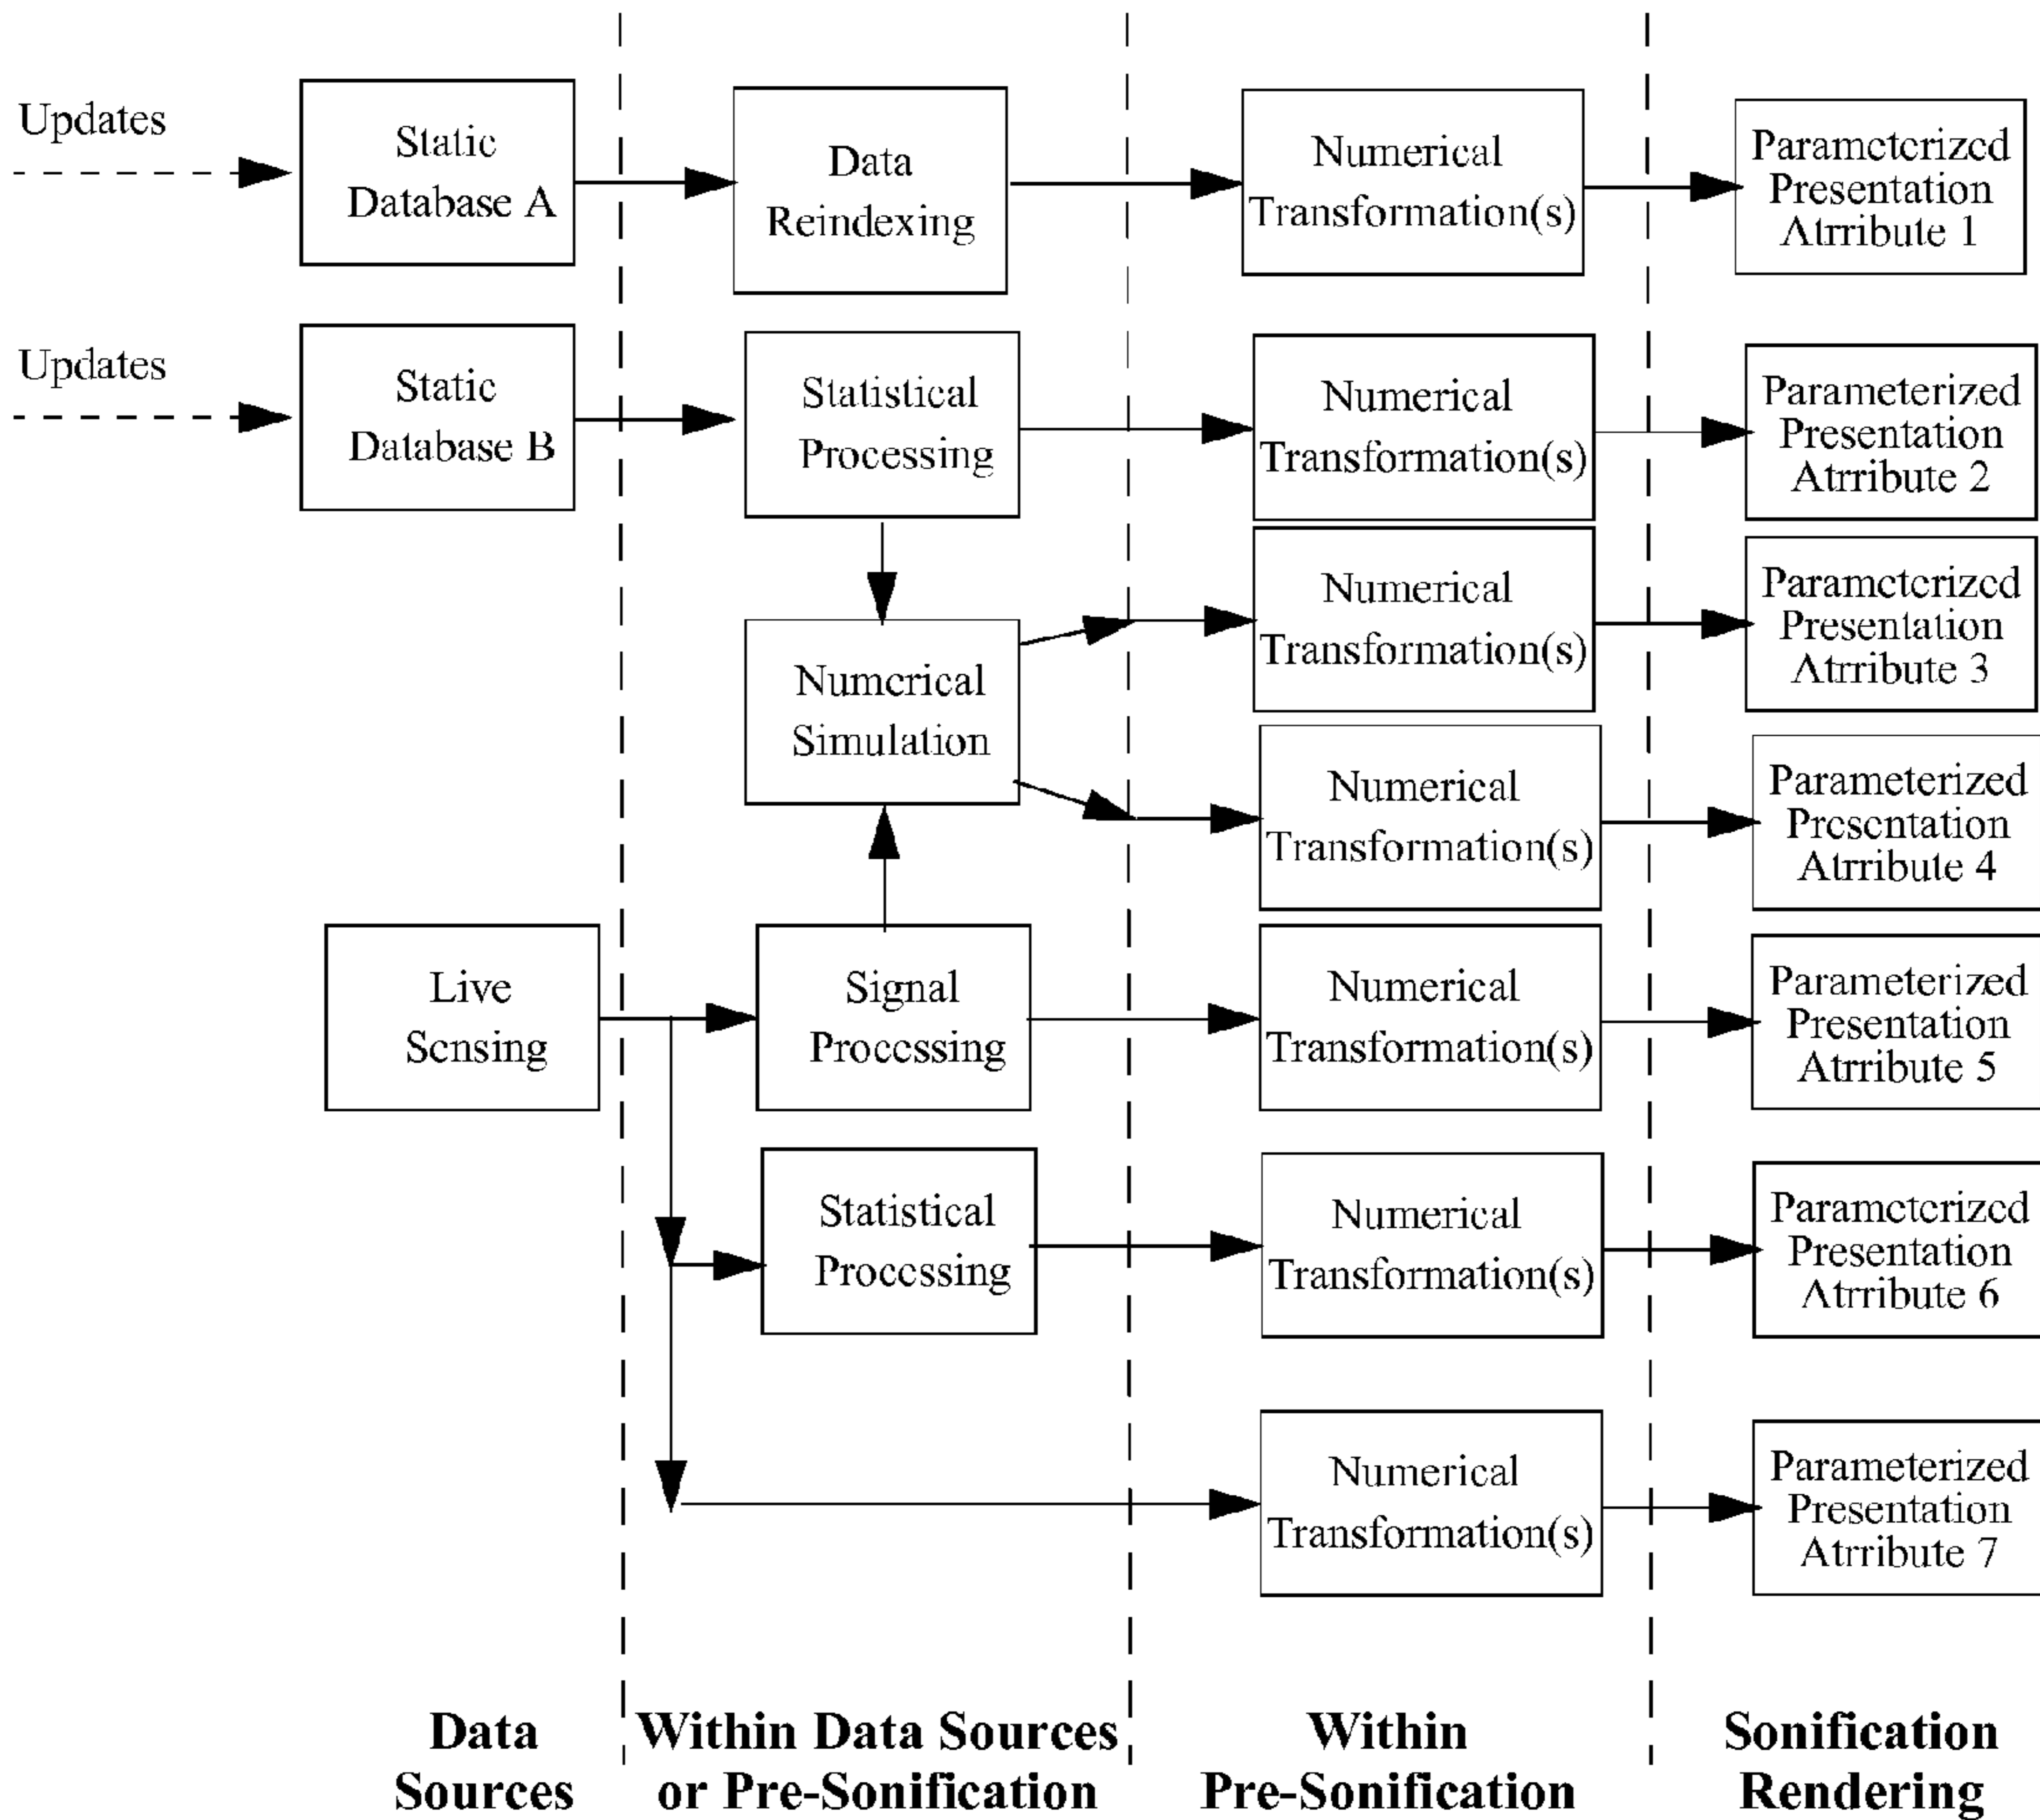 Updates
Static
Database A
Data
Reindexing
Numerical
Transformation(s)
Parameterized
Presentation
Atrribute 1
Updates
Static
Database B
Statistical
Processing
Numerical
Transformation(s)
Parameterized
Presentation
Atrribute 2
Numerical
Simulation
Numerical
Transformation(s)
Parameterized
Presentation
Atrribute 3
Numerical
Transformation(s)
Parameterized
Presentation
Atrribute 4
Live
Sensing
Signal
Processing
Numerical
Transformation(s)
Parameterized
Presentation
Atrribute 5
Statistical
Processing
Numerical
Transformation(s)
Parameterized
Presentation
Atrribute 6
Numerical
Transformation(s)
Parameterized
Presentation
Atrribute 7
Data
Sources
Within Data Sources
or Pre-Sonification
Within
Pre-Sonification
Sonification
Rendering